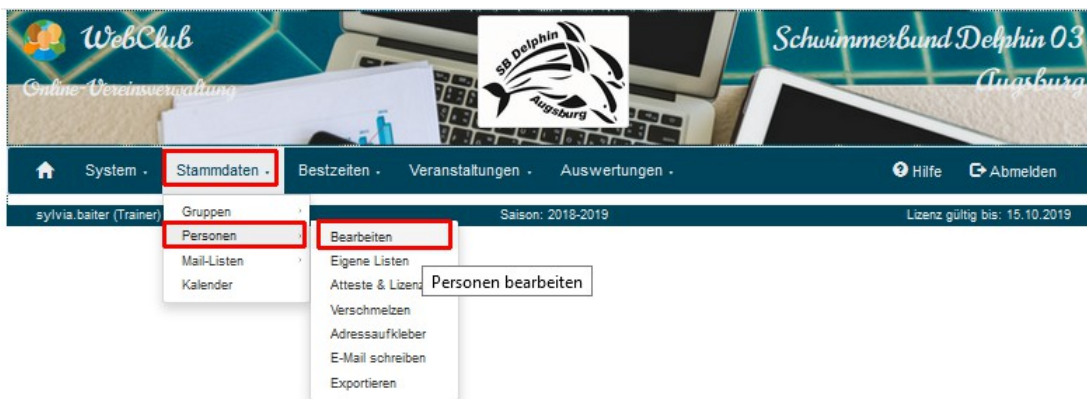 WebClub
Online-Vereinsverwaltung
SB Delphin
Augsburg
Schwimmerbund Delphin 03
Augsburg
System Stammdaten Bestzeiten Veranstaltungen Auswertungen Hilfe Abmelden
sylvia.baiter (Trainer) Saison: 2018-2019 Lizenz gültig bis: 15.10.2019
Gruppen
Personen
Mail-Listen
Kalender
Bearbeiten
Eigene Listen
Atteste & Lizenz
Personen bearbeiten
Verschmelzen
Adressaufkleber
E-Mail schreiben
Exportieren